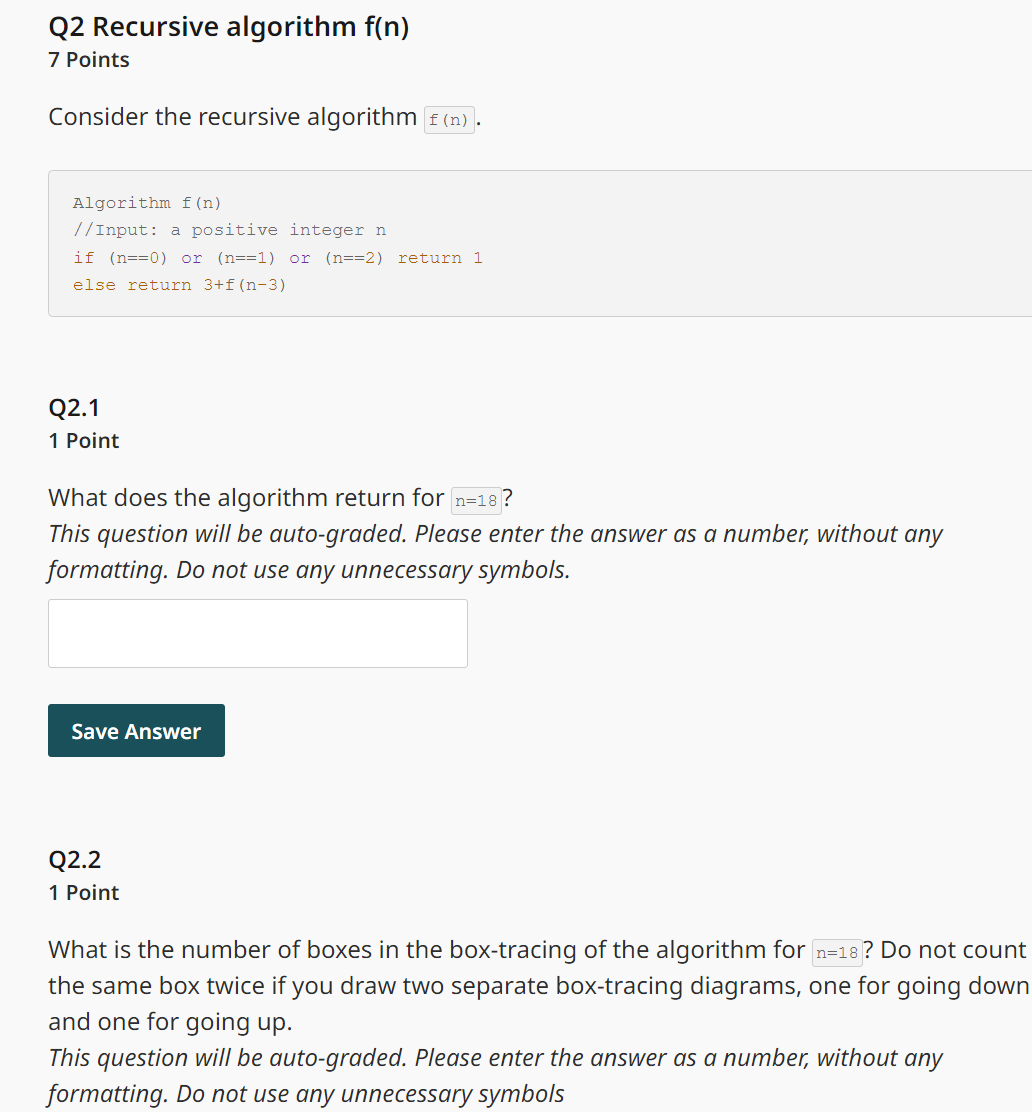 Q2 Recursive algorithm f(n)
7 Points
Consider the recursive algorithm f(n).
Algorithm f(n)
//Input: a positive integer n
if (n==0) or (n==1) or (n==2) return 1
else return 3+f(n-3)
Q2.1
1 Point
What does the algorithm return for n=18?
This question will be auto-graded. Please enter the answer as a number, without any
formatting. Do not use any unnecessary symbols.
Save Answer
Q2.2
1 Point
What is the number of boxes in the box-tracing of the algorithm for n=18? Do not count
the same box twice if you draw two separate box-tracing diagrams, one for going down
and one for going up.
This question will be auto-graded. Please enter the answer as a number, without any
formatting. Do not use any unnecessary symbols